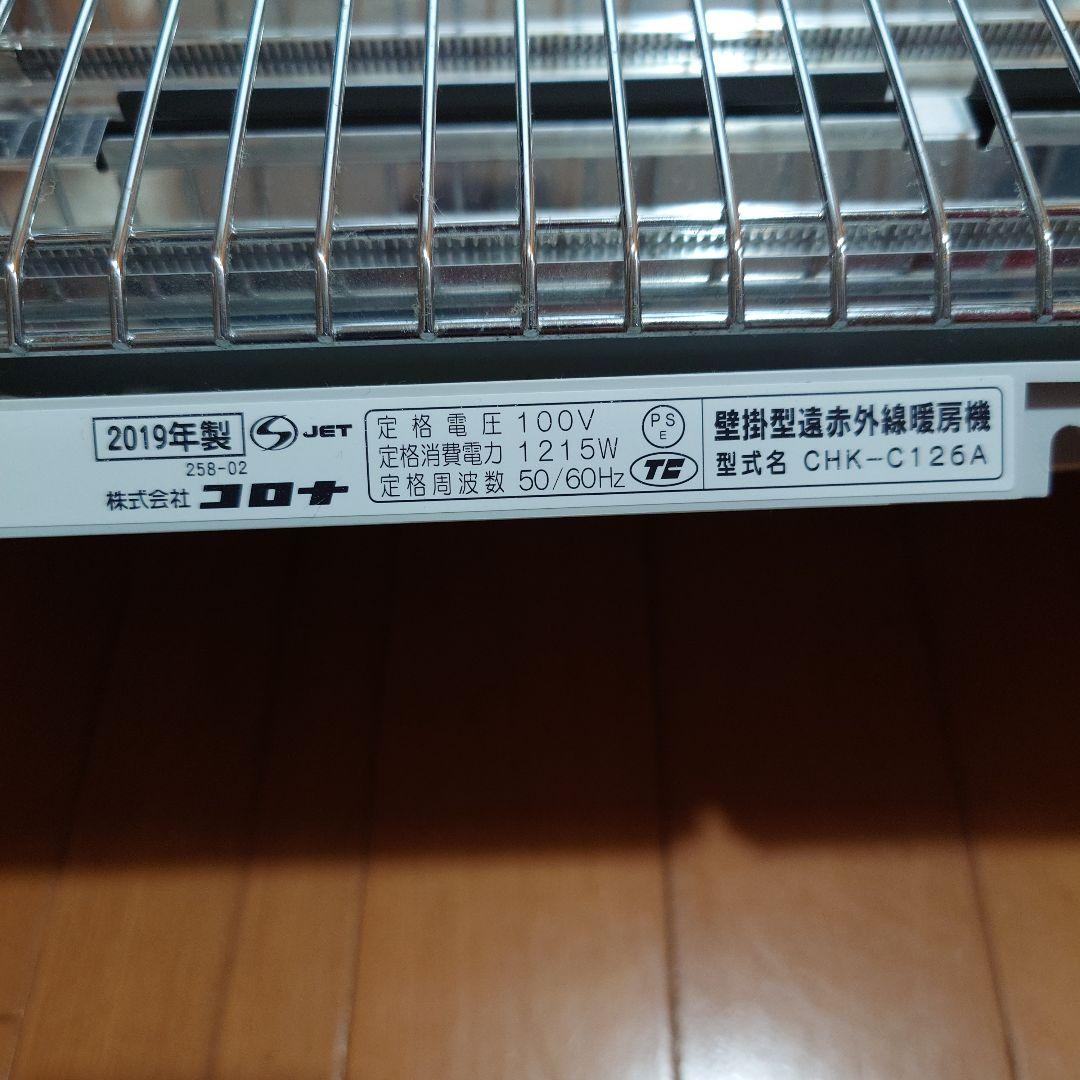 2019年製
258-02
株式会社 コロナ
JET
定格電圧 100V
定格消費電力 1215W
定格周波数 50/60Hz
PS
E
壁掛型遠赤外線暖房機
型式名 CHK-C126A